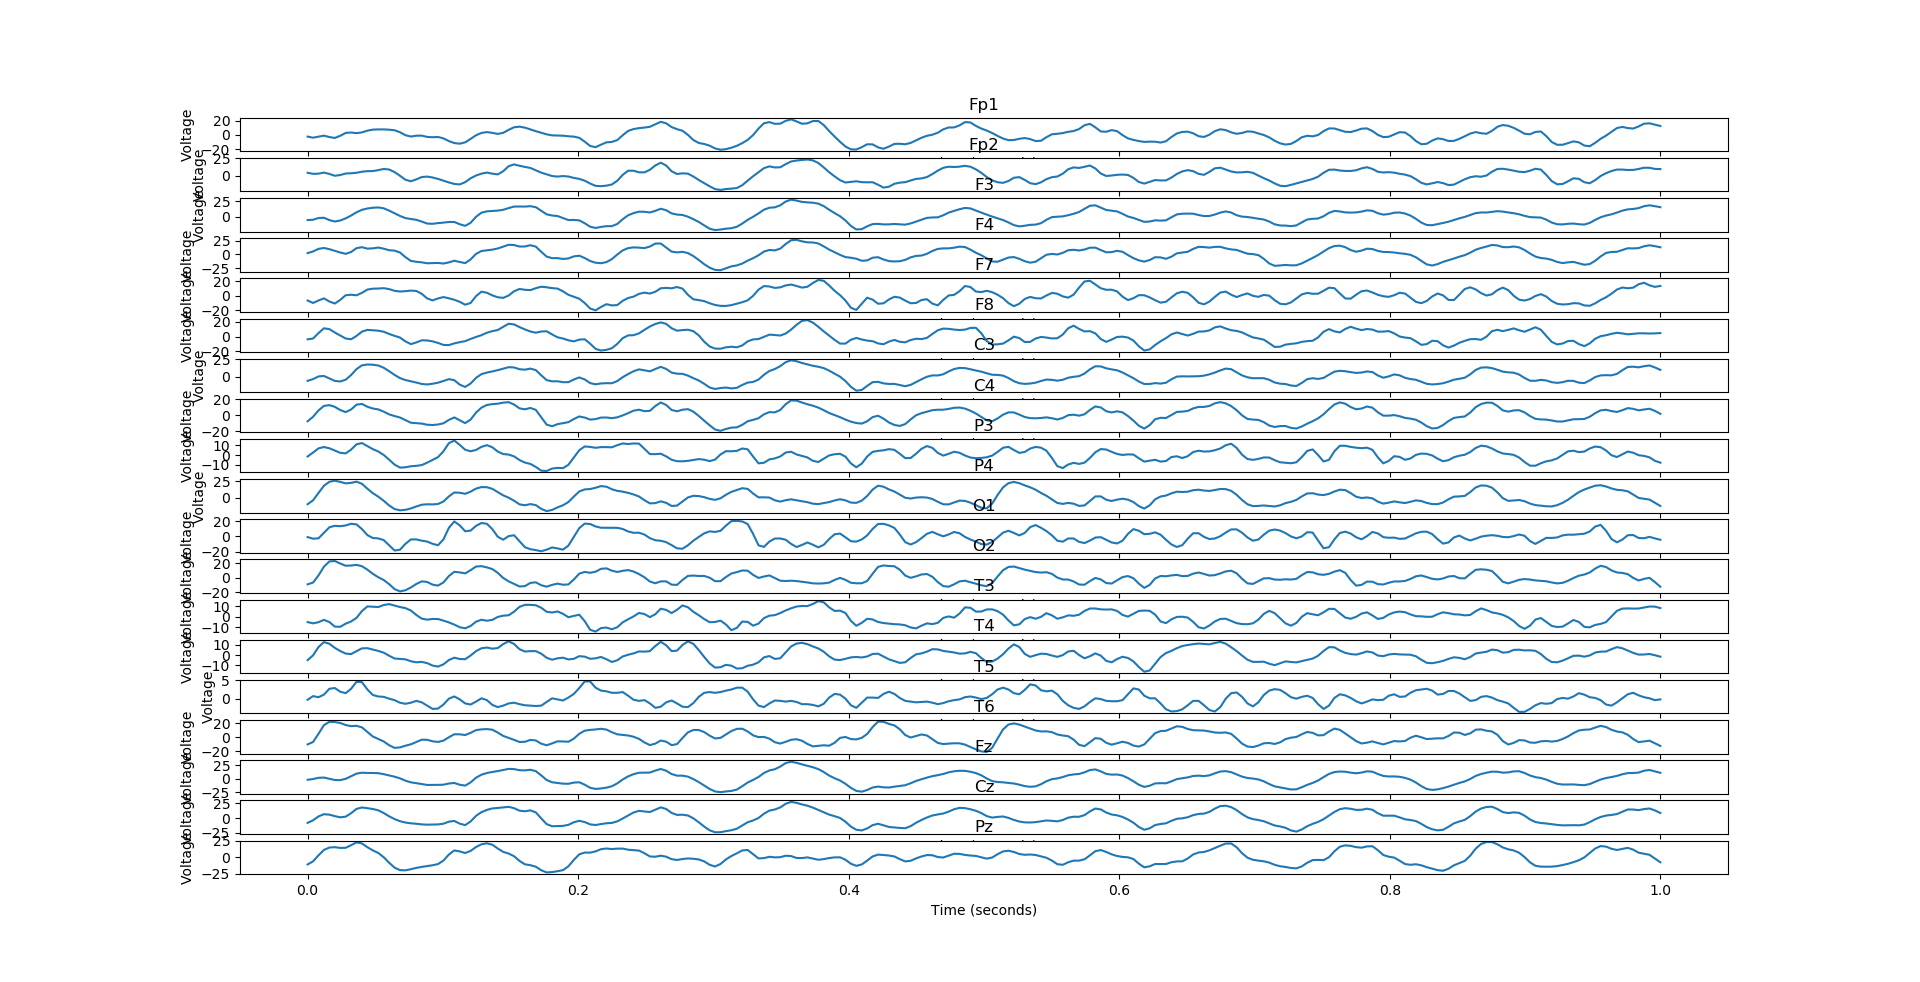 Fp1
Voltage
20
0
−20
Fp2
Voltage
25
0
F3
Voltage
25
0
F4
Voltage
25
0
−25
F7
Voltage
20
0
−20
F8
Voltage
20
0
−20
C3
Voltage
25
0
C4
Voltage
20
0
−20
P3
Voltage
10
0
−10
P4
Voltage
25
0
O1
Voltage
20
0
−20
O2
Voltage
20
0
−20
T3
Voltage
10
0
−10
T4
Voltage
10
0
−10
T5
Voltage
5
0
T6
Voltage
20
0
−20
Fz
Voltage
25
0
−25
Cz
Voltage
25
0
−25
Pz
Voltage
25
0
−25
0.0 0.2 0.4 0.6 0.8 1.0
Time (seconds)